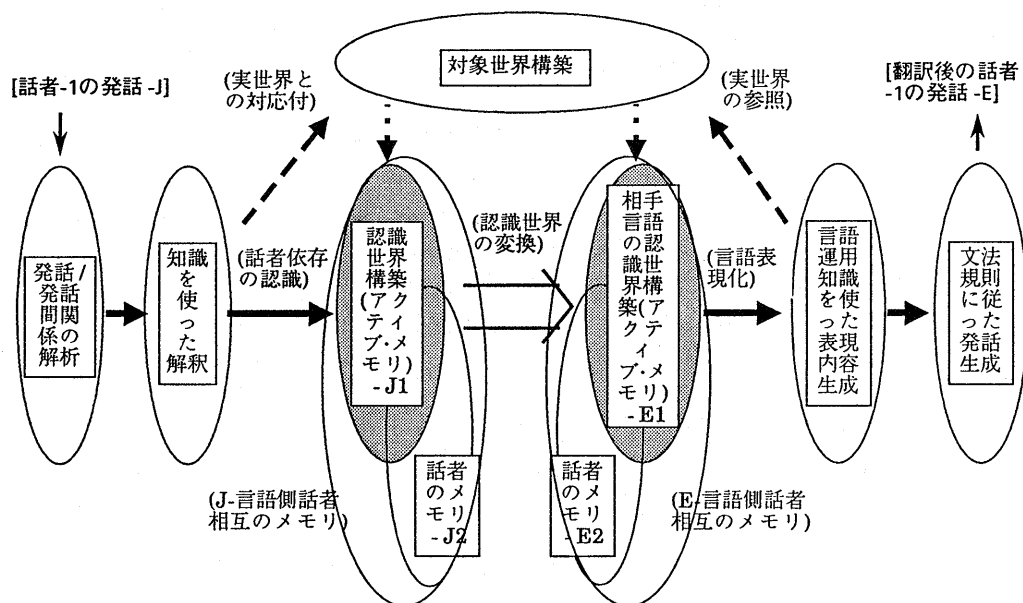 対象世界構築
[話者-1の発話 -J]
(実世界と
の対応付)
(実世界
の参照)
[翻訳後の話者
-1の発話 -E]
発話/
発話
間関
係の
解析
知識
を使
った
解釈
(話者依存
の認識)
認識
世界
構築
(アク
ティ
ブ・メ
モリ)
-J1
(認識世界
の変換)
相手
言語
の認
識世
界構
築(ア
クテ
ィ
ブ・メ
モリ)
-E1
(言語表
現化)
言語
運用
知識
を使
った
表現
内容
生成
文法
規則
に従
った
発話
生成
話者
のメ
モリ
-J2
話者
のメ
モリ
-E2
(J-言語側話者
相互のメモリ)
(E-言語側話者
相互のメモリ)